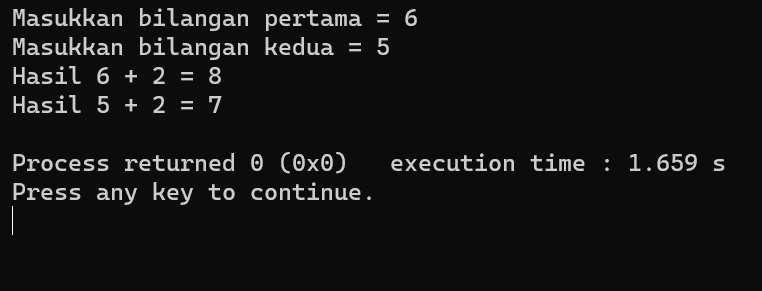 Masukkan bilangan pertama = 6
Masukkan bilangan kedua = 5
Hasil 6 + 2 = 8
Hasil 5 + 2 = 7
Process returned 0 (0x0)   execution time : 1.659 s
Press any key to continue.